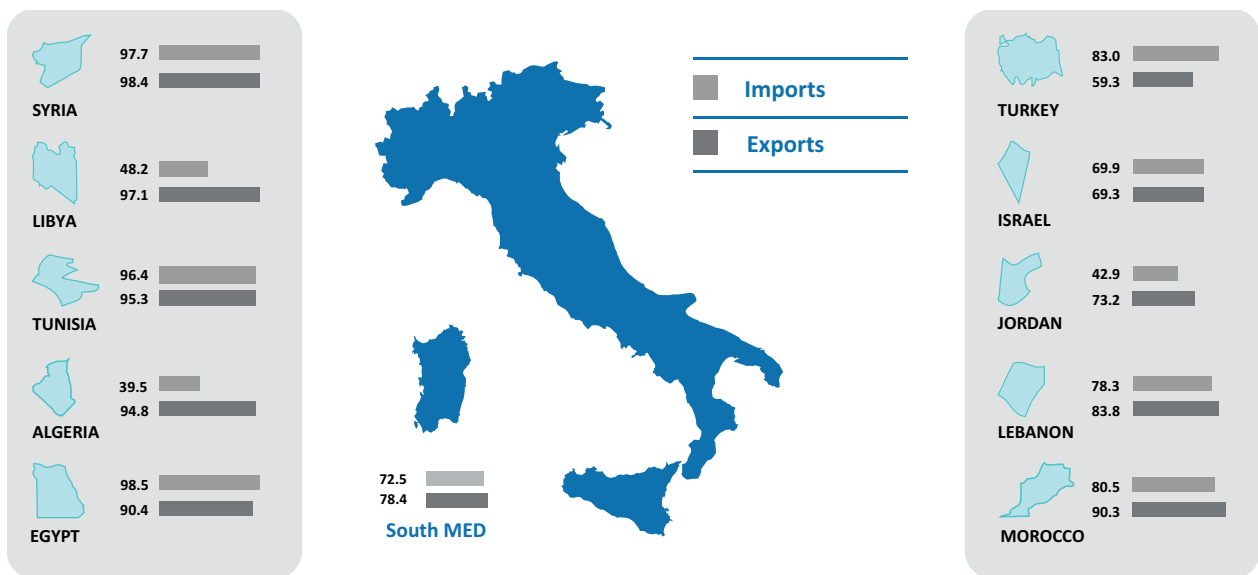 97.7
98.4
SYRIA
48.2
97.1
LIBYA
96.4
95.3
TUNISIA
39.5
94.8
ALGERIA
98.5
90.4
EGYPT
Imports
Exports
72.5
78.4
South MED
83.0
59.3
TURKEY
69.9
69.3
ISRAEL
42.9
73.2
JORDAN
78.3
83.8
LEBANON
80.5
90.3
MOROCCO